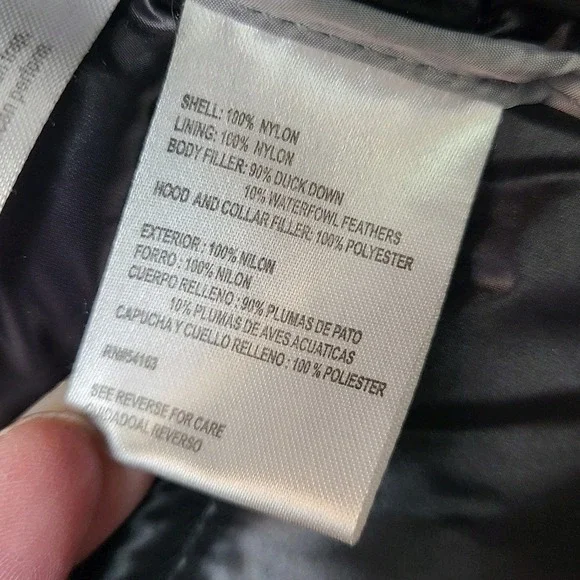 SHELL: 100% NYLON
LINING: 100% NYLON
BODY FILLER: 90% DUCK DOWN
10% WATERFOWL FEATHERS
HOOD AND COLLAR FILLER: 100% POLYESTER
EXTERIOR : 100% NILON
FORRO : 100% NILON
CUERPO RELLENO : 90% PLUMAS DE PATO
10% PLUMAS DE AVES ACUATICAS
CAPUCHA Y CUELLO RELLENO : 100 % POLIESTER
RN#54163
SEE REVERSE FOR CARE
CUIDADOAL REVERSO